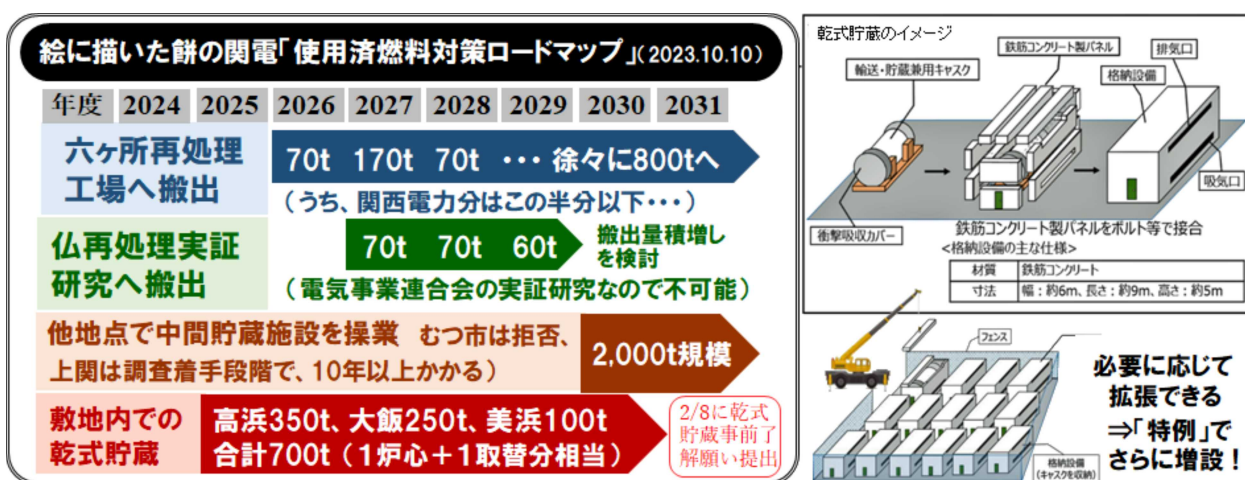 絵に描いた餅の関電「使用済燃料対策ロードマップ」(2023.10.10)
年度 2024 2025 2026 2027 2028 2029 2030 2031
六ヶ所再処理
工場へ搬出
70t 170t 70t ・・・ 徐々に800tへ
(うち、関西電力分はこの半分以下・・・)
仏再処理実証
研究へ搬出
70t 70t 60t
搬出量積増し
を検討
(電気事業連合会の実証研究なので不可能)
他地点で中間貯蔵施設を操業 むつ市は拒否、
上関は調査着手段階で、10年以上かかる)
2,000t規模
敷地内での
乾式貯蔵
高浜350t、大飯250t、美浜100t
合計700t (1炉心+1取替分相当)
2/8に乾式
貯蔵事前了
解願い提出
乾式貯蔵のイメージ
鉄筋コンクリート製パネル
排気口
輸送・貯蔵兼用キャスク
格納設備
吸気口
衝撃吸収カバー
鉄筋コンクリート製パネルをボルト等で接合
<格納設備の主な仕様>
材質 鉄筋コンクリート
寸法 幅:約6m、長さ:約9m、高さ:約5m
フェンス
格納設備
(キャスクを収納)
必要に応じて
拡張できる
⇒「特例」で
さらに増設!